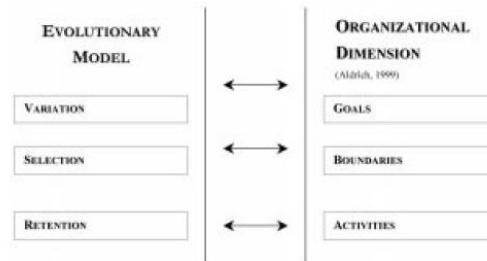 EVOLUTIONARY
MODEL
ORGANIZATIONAL
DIMENSION
(Aldrich, 1999)
VARIATION
GOALS
SELECTION
BOUNDARIES
RETENTION
ACTIVITIES